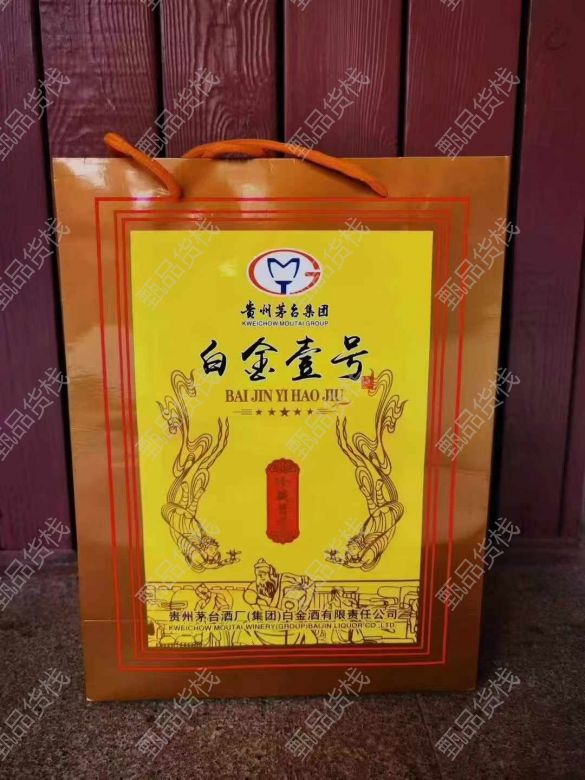 贵州茅台集团
KWEICHOW MOUTAI GROUP
白金壹号
BAI JIN YI HAO JIU
贵州茅台酒厂(集团)白金酒有限责任公司
KWEICHOW MOUTAI WINERY(GROUP)BAIJIN LIQUOR CO.,LTD.
甄品货栈